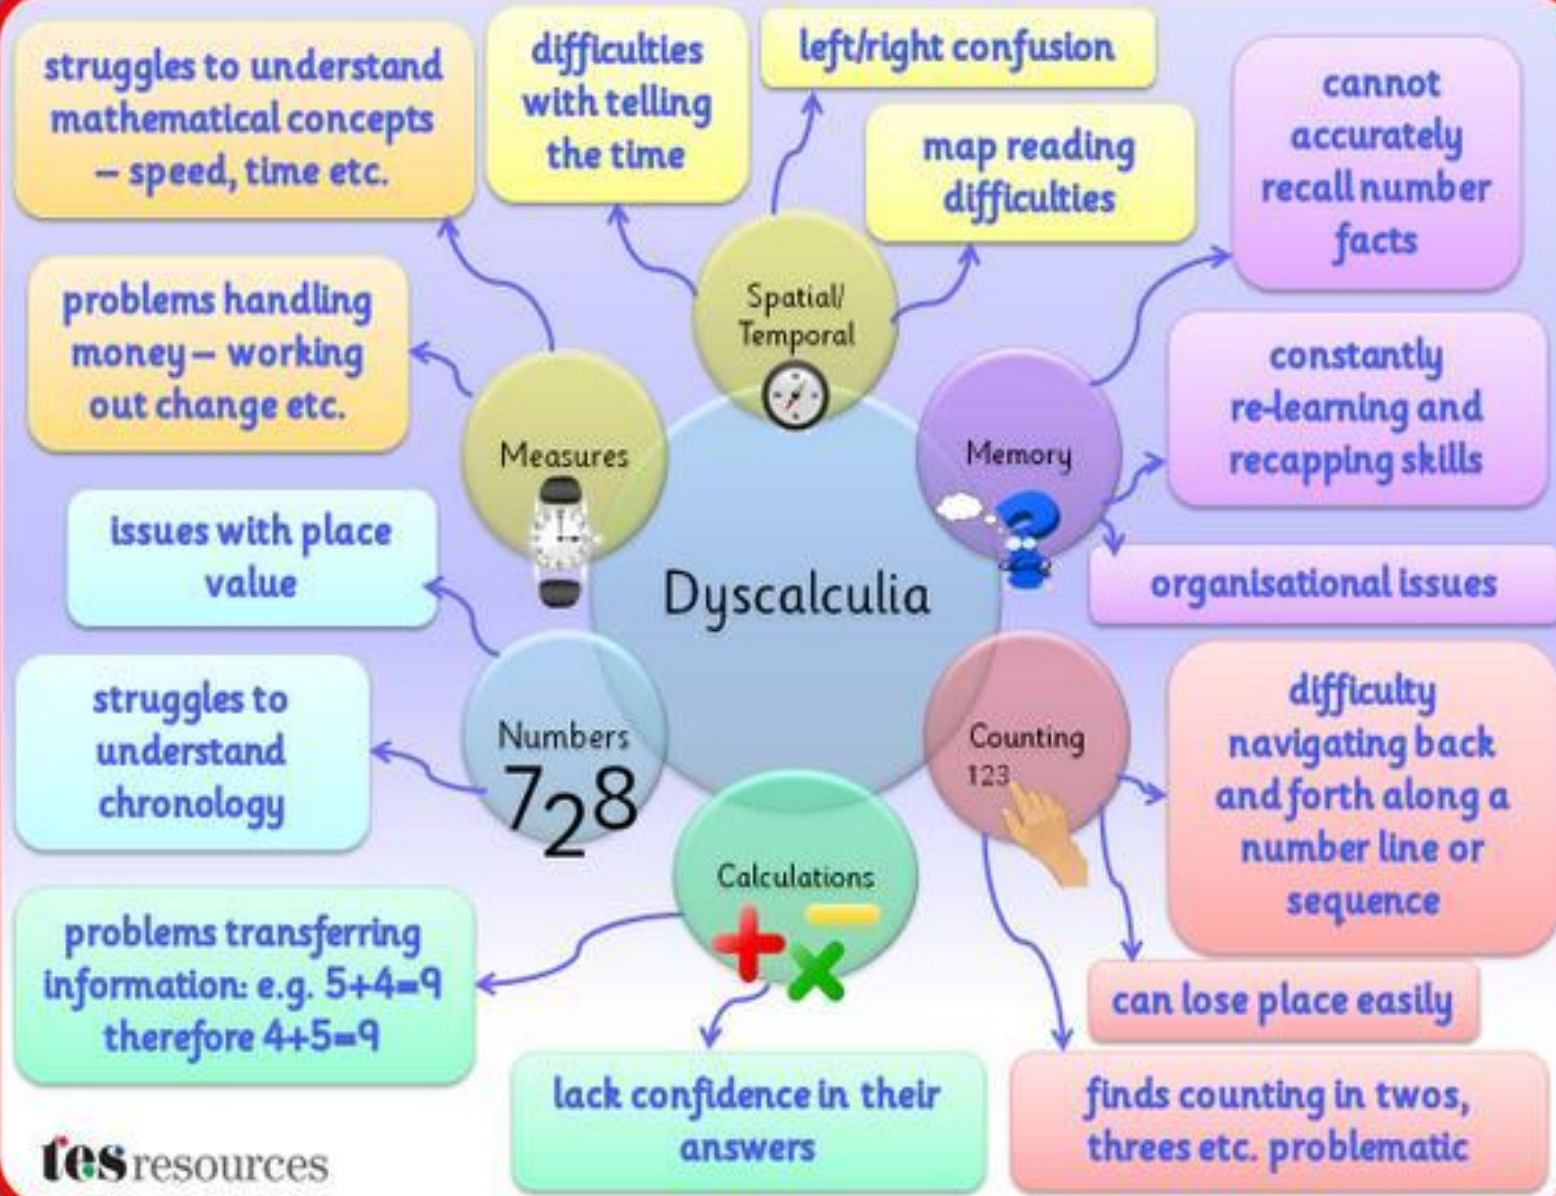 struggles to understand
mathematical concepts
– speed, time etc.
difficulties
with telling
the time
left/right confusion
map reading
difficulties
cannot
accurately
recall number
facts
problems handling
money – working
out change etc.
Spatial/
Temporal
constantly
re-learning and
recapping skills
Measures
Memory
issues with place
value
organisational issues
Dyscalculia
struggles to
understand
chronology
Numbers
728
Counting
123
difficulty
navigating back
and forth along a
number line or
sequence
Calculations
problems transferring
information: e.g. 5+4=9
therefore 4+5=9
can lose place easily
lack confidence in their
answers
finds counting in twos,
threes etc. problematic
tes resources